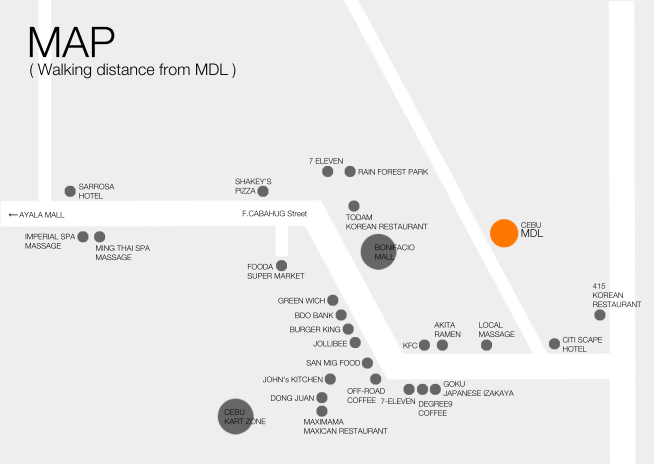 MAP
( Walking distance from MDL )
7 ELEVEN
RAIN FOREST PARK
SARROSA
HOTEL
SHAKEY'S
PIZZA
← AYALA MALL
F.CABAHUG Street
TODAM
KOREAN RESTAURANT
CEBU
MDL
IMPERIAL SPA
MASSAGE
MING THAI SPA
MASSAGE
BONIFACIO
MALL
FOODA
SUPER MARKET
415
KOREAN
RESTAURANT
GREEN WICH
BDO BANK
BURGER KING
JOLLIBEE
KFC
AKITA
RAMEN
LOCAL
MASSAGE
CITI SCAPE
HOTEL
SAN MIG FOOD
JOHN's KITCHEN
OFF-ROAD
COFFEE
7-ELEVEN
DEGREE9
COFFEE
GOKU
JAPANESE IZAKAYA
DONG JUAN
CEBU
KART ZONE
MAXIMAMA
MAXICAN RESTAURANT